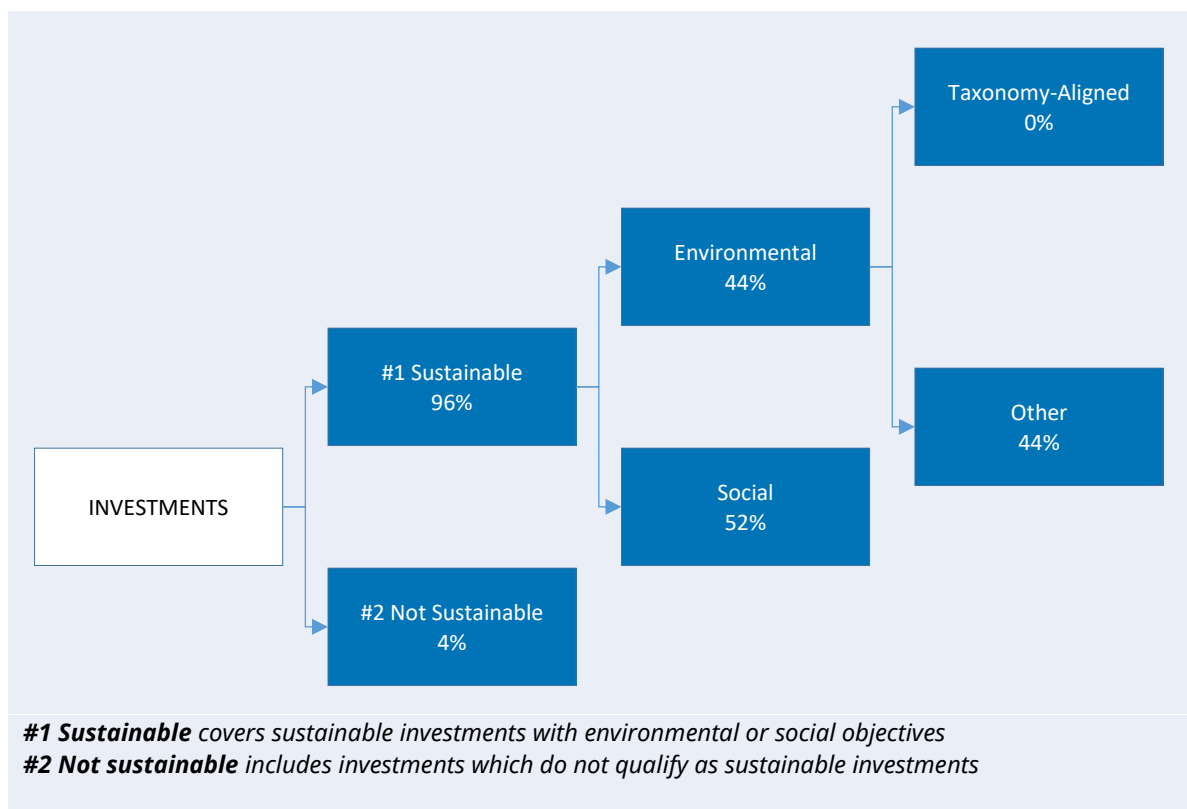 Taxonomy-Aligned
0%
Environmental
44%
#1 Sustainable
96%
Other
44%
INVESTMENTS
Social
52%
#2 Not Sustainable
4%
#1 Sustainable covers sustainable investments with environmental or social objectives
#2 Not sustainable includes investments which do not qualify as sustainable investments